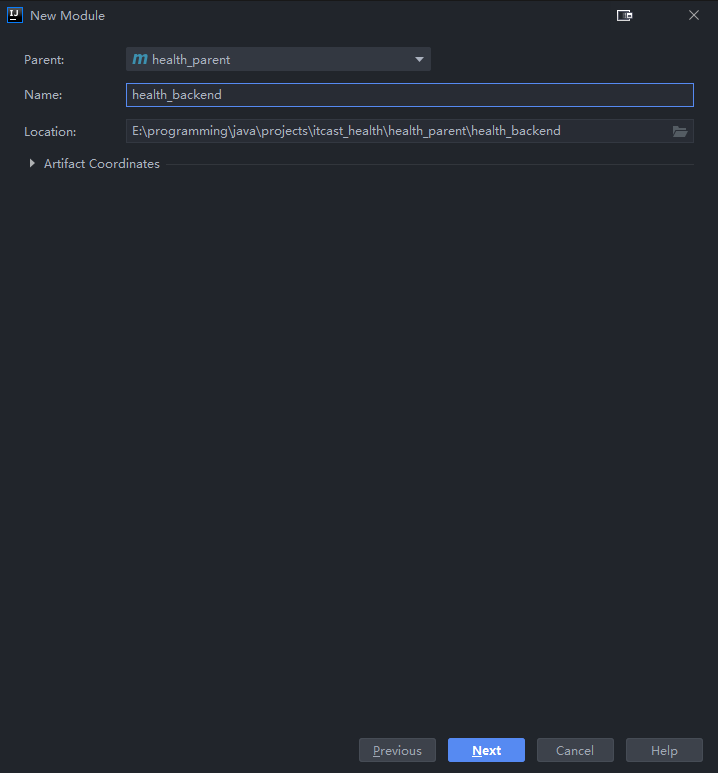 IJ New Module
Parent: m health_parent
Name: health_backend
Location: E:\programming\java\projects\itcast_health\health_parent\health_backend
Artifact Coordinates
Previous Next Cancel Help